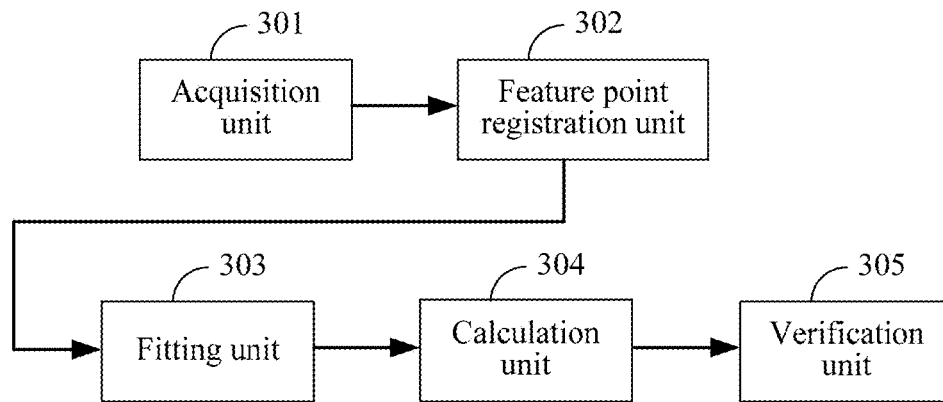 301
302
Acquisition
unit
Feature point
registration unit
303
304
305
Fitting unit
Calculation
unit
Verification
unit